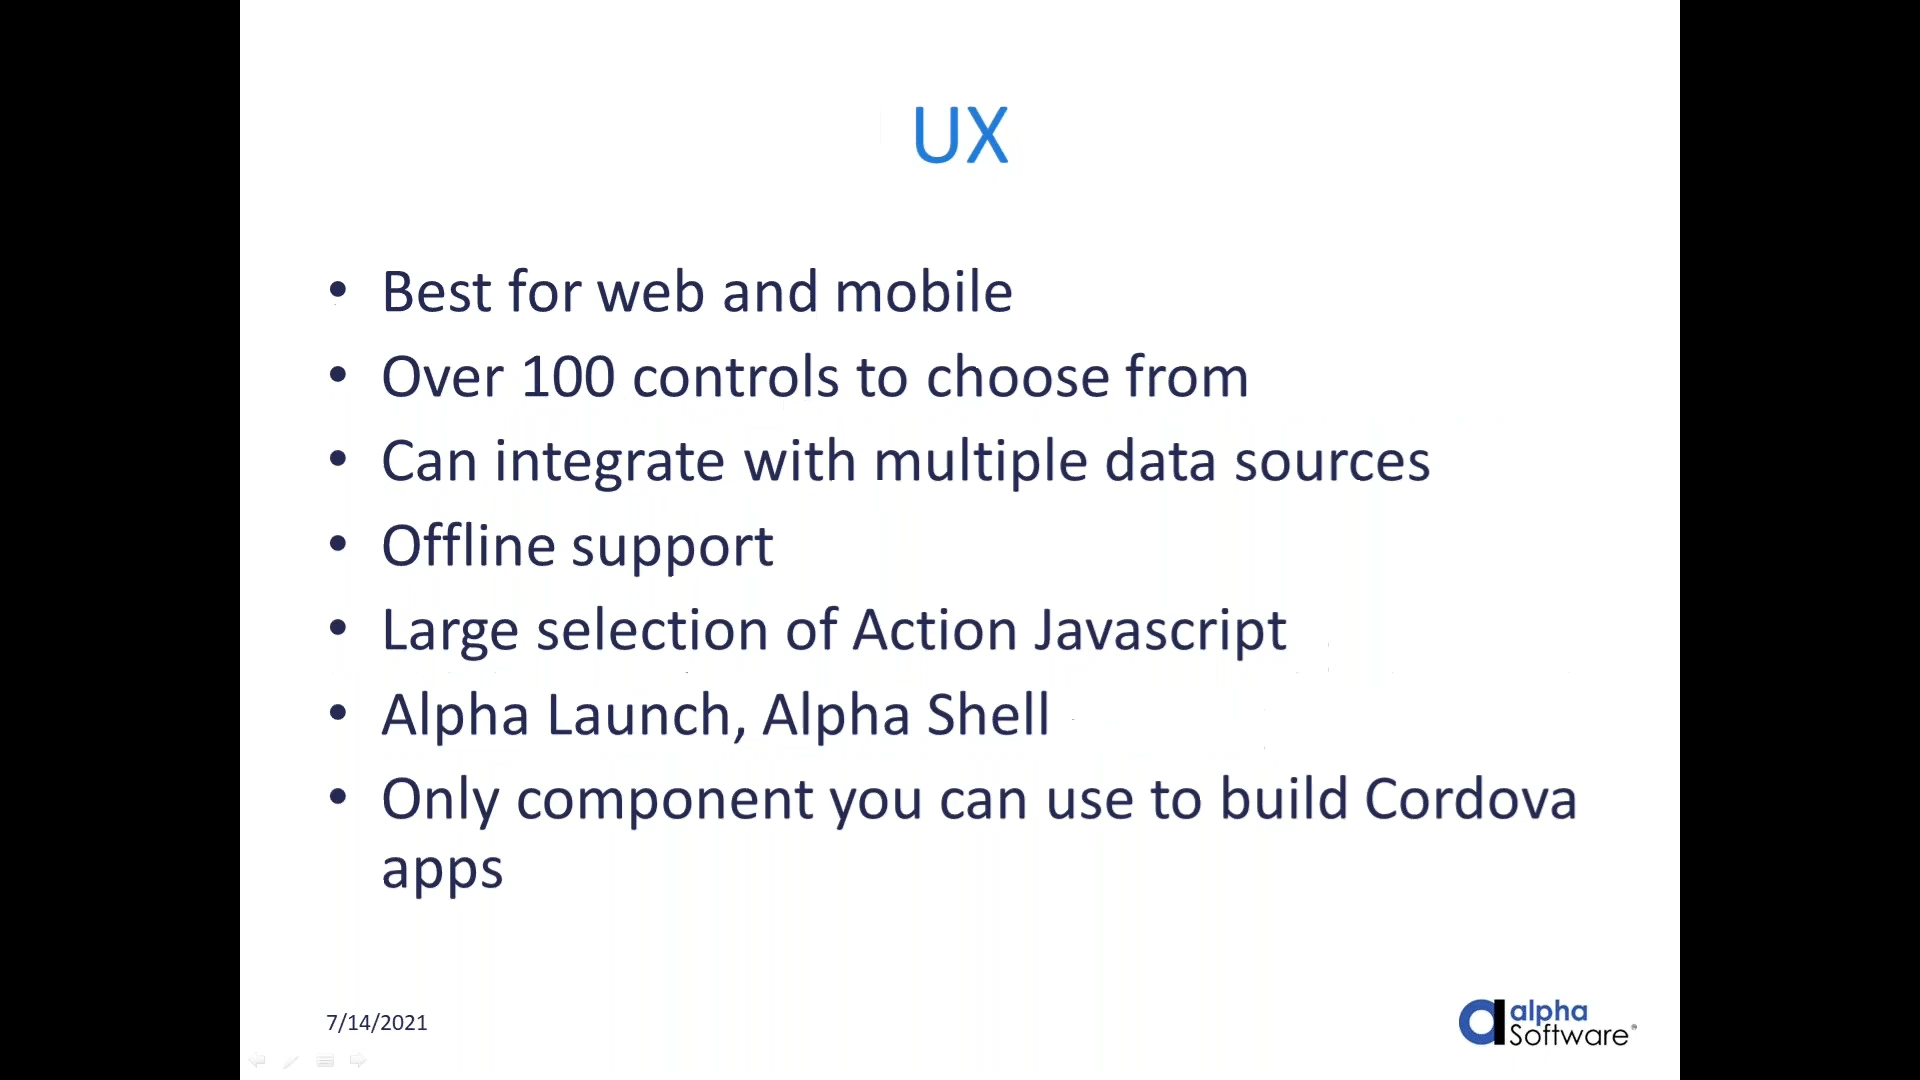 UX
• Best for web and mobile
• Over 100 controls to choose from
• Can integrate with multiple data sources
• Offline support
• Large selection of Action Javascript
• Alpha Launch, Alpha Shell
• Only component you can use to build Cordova
apps
7/14/2021
alpha
Software®